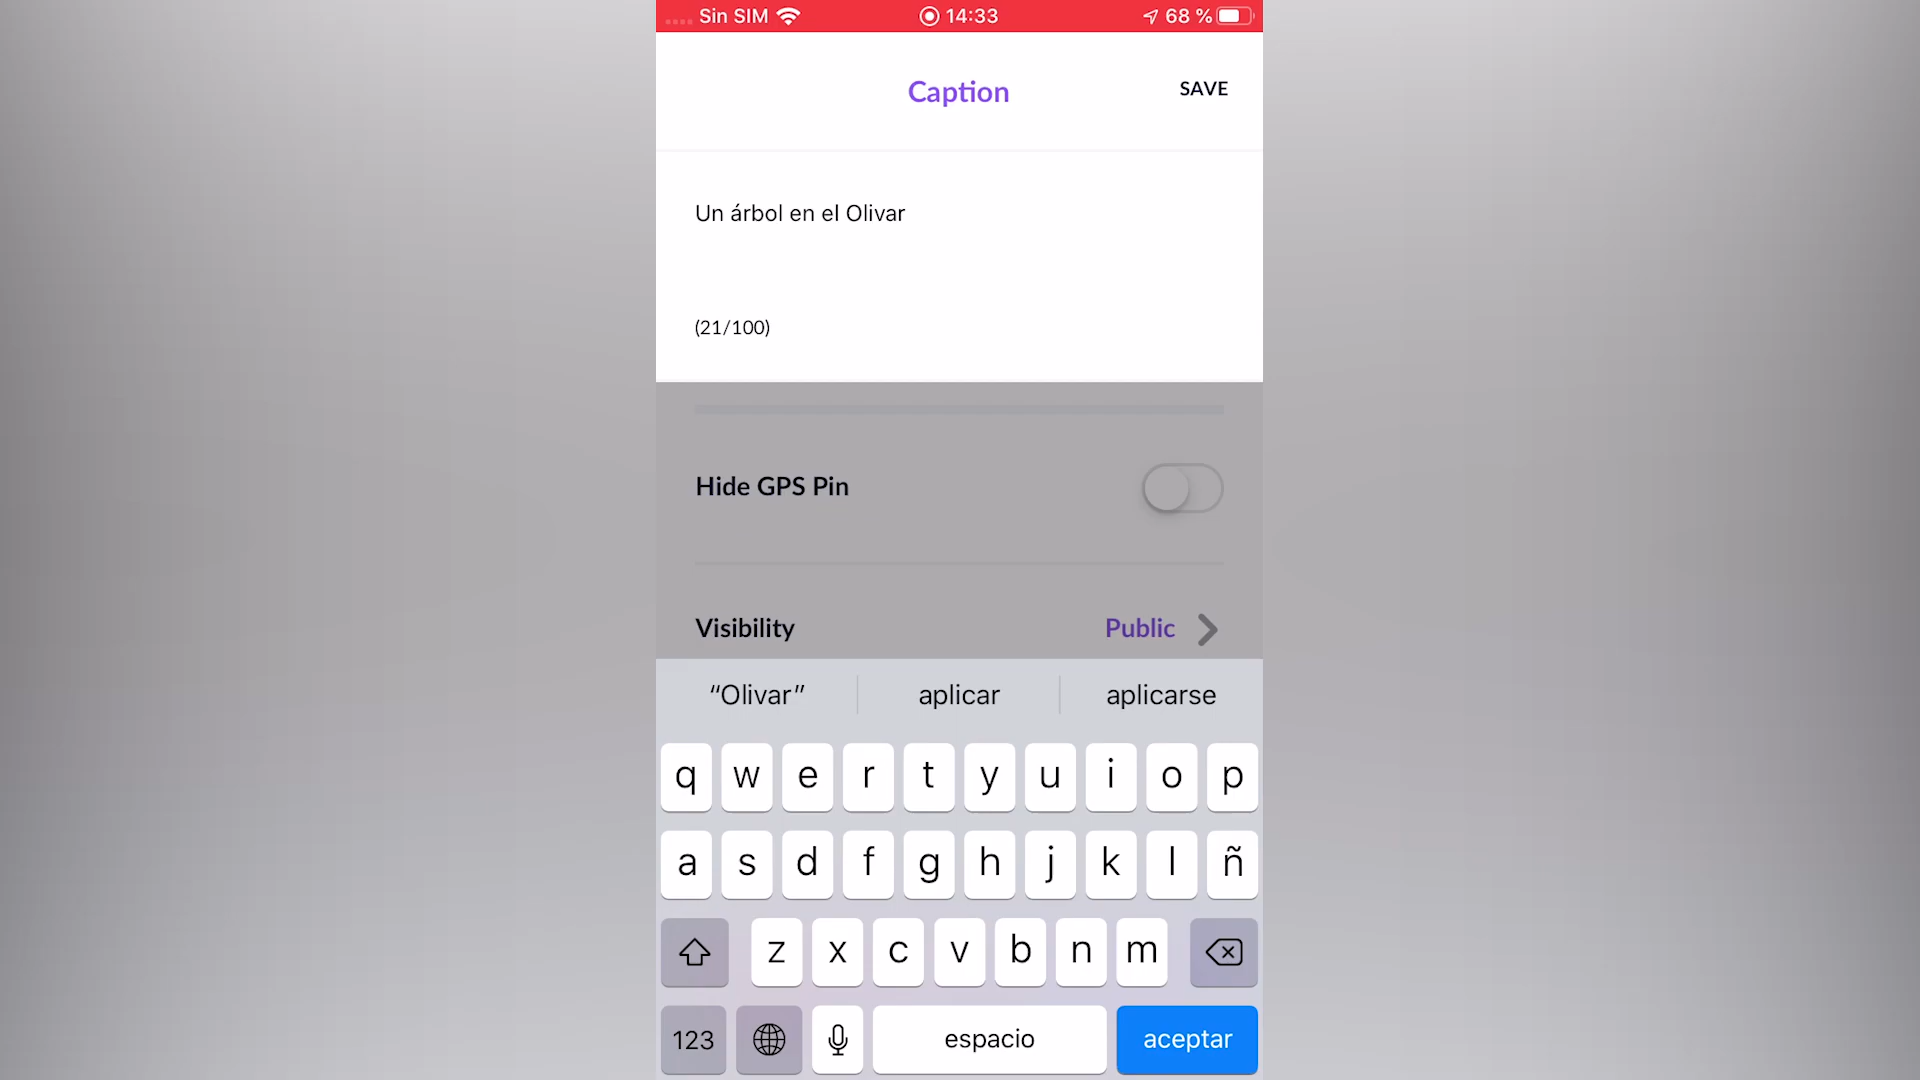 Sin SIM 14:33 68 %
Caption SAVE
Un árbol en el Olivar
(21/100)
Hide GPS Pin
Visibility Public
“Olivar” aplicar aplicarse
q w e r t y u i o p
a s d f g h j k l ñ
z x c v b n m
123 espacio aceptar